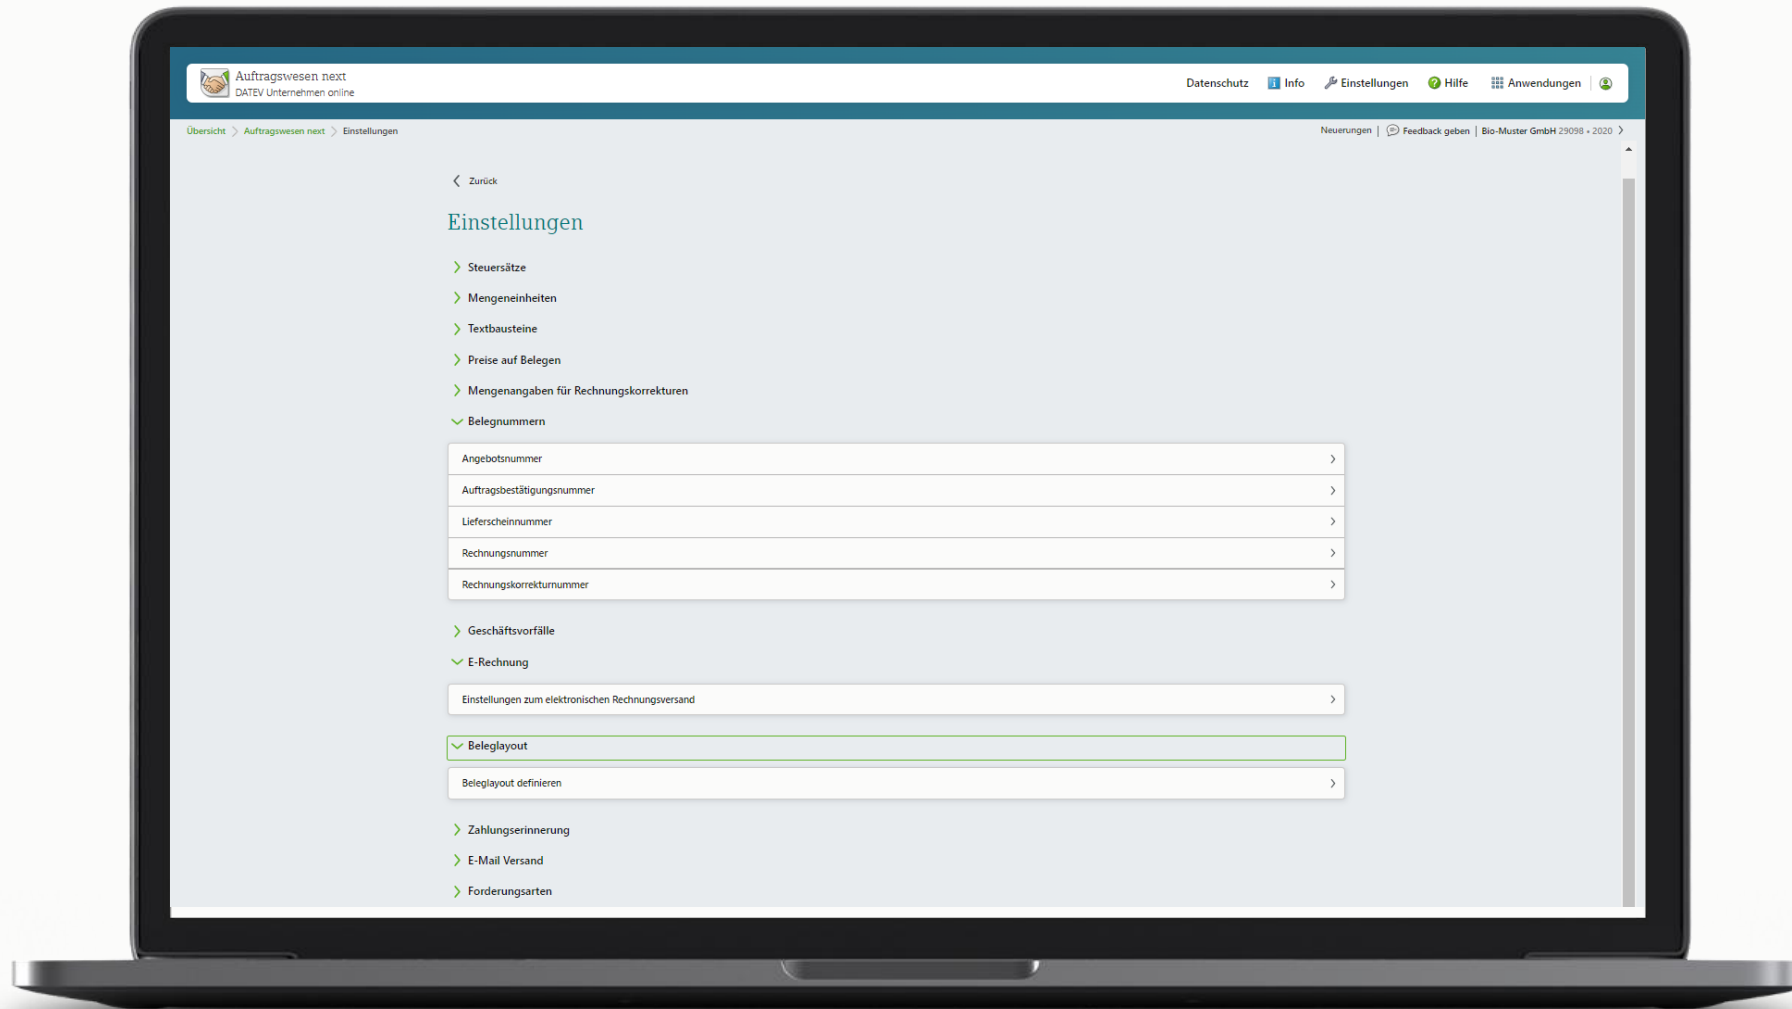 Auftragswesen next
DATEV Unternehmen online
Datenschutz Info Einstellungen Hilfe Anwendungen
Übersicht Auftragswesen next Einstellungen
Neuerungen | Feedback geben | Bio-Muster GmbH 29098 • 2020
Zurück
Einstellungen
Steuersätze
Mengeneinheiten
Textbausteine
Preise auf Belegen
Mengenangaben für Rechnungskorrekturen
Belegnummern
Angebotsnummer
Auftragsbestätigungsnummer
Lieferscheinnummer
Rechnungsnummer
Rechnungskorrekturnummer
Geschäftsvorfälle
E-Rechnung
Einstellungen zum elektronischen Rechnungsversand
Beleglayout
Beleglayout definieren
Zahlungserinnerung
E-Mail Versand
Forderungsarten